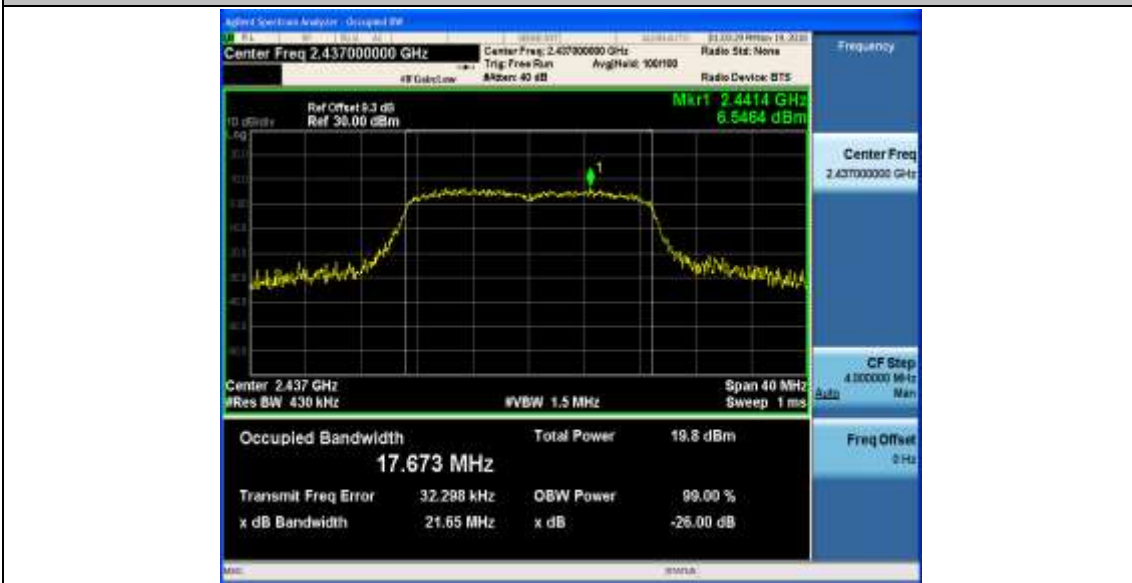 Agilent Spectrum Analyzer - Occupied BW
Center Freq 2.437000000 GHz
Center Freq: 2.437000000 GHz
Radio Std: None
Trig: Free Run
Avg|Hold: 100/100
#IF Gain:Low
#Atten: 40 dB
Radio Device: BTS
Frequency
Mkr1 2.4414 GHz
6.5464 dBm
Ref Offset 9.3 dB
10 dB/div
Ref 30.00 dBm
Log
1
Center Freq
2.437000000 GHz
Center 2.437 GHz
Span 40 MHz
#Res BW 430 kHz
#VBW 1.5 MHz
Sweep 1 ms
CF Step
4.000000 MHz
Auto
Man
Occupied Bandwidth
Total Power
19.8 dBm
17.673 MHz
Freq Offset
0 Hz
Transmit Freq Error
32.298 kHz
OBW Power
99.00 %
x dB Bandwidth
21.65 MHz
x dB
-26.00 dB
MSG
STATUS